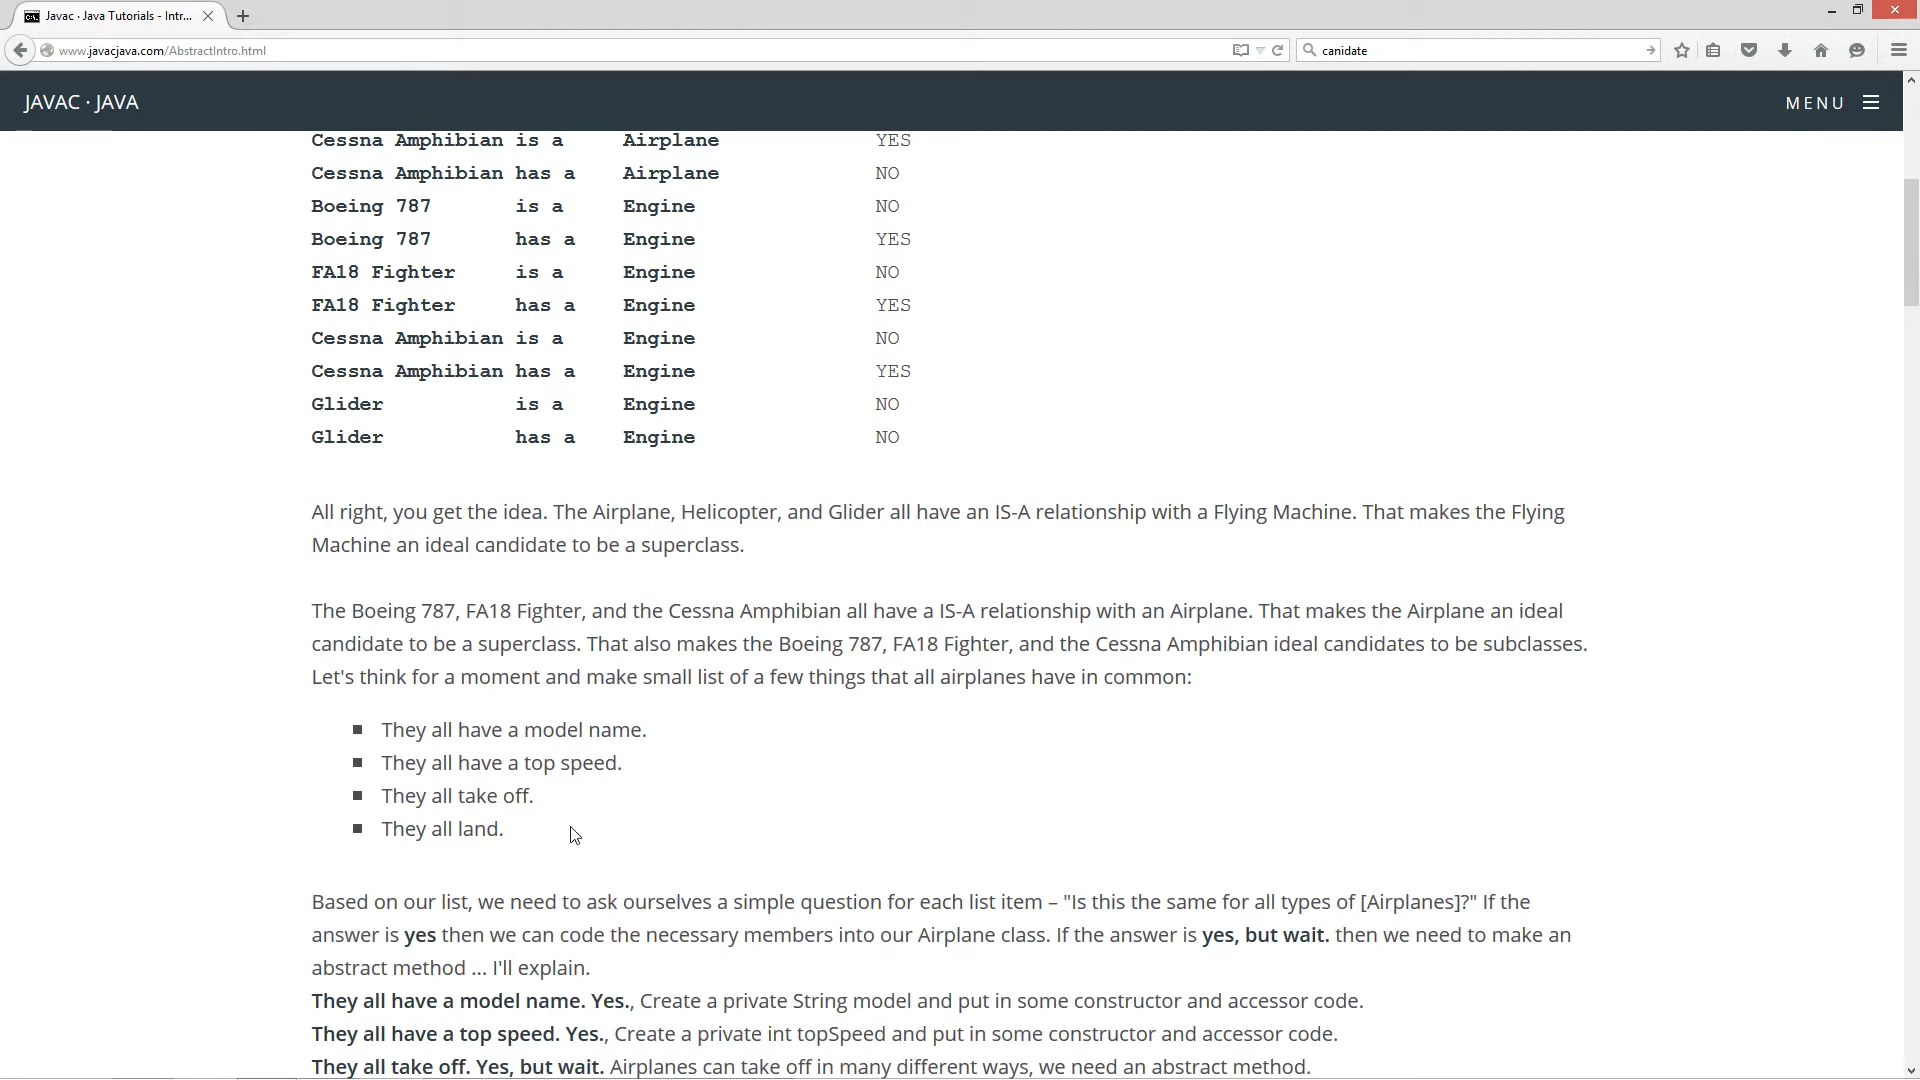 Javac · Java Tutorials - Intr...
www.javacjava.com/AbstractIntro.html
canidate
JAVAC · JAVA
MENU
Cessna Amphibian is a Airplane YES
Cessna Amphibian has a Airplane NO
Boeing 787 is a Engine NO
Boeing 787 has a Engine YES
FA18 Fighter is a Engine NO
FA18 Fighter has a Engine YES
Cessna Amphibian is a Engine NO
Cessna Amphibian has a Engine YES
Glider is a Engine NO
Glider has a Engine NO
All right, you get the idea. The Airplane, Helicopter, and Glider all have an IS-A relationship with a Flying Machine. That makes the Flying
Machine an ideal candidate to be a superclass.
The Boeing 787, FA18 Fighter, and the Cessna Amphibian all have a IS-A relationship with an Airplane. That makes the Airplane an ideal
candidate to be a superclass. That also makes the Boeing 787, FA18 Fighter, and the Cessna Amphibian ideal candidates to be subclasses.
Let's think for a moment and make small list of a few things that all airplanes have in common:
They all have a model name.
They all have a top speed.
They all take off.
They all land.
Based on our list, we need to ask ourselves a simple question for each list item – "Is this the same for all types of [Airplanes]?" If the
answer is yes then we can code the necessary members into our Airplane class. If the answer is yes, but wait. then we need to make an
abstract method ... I'll explain.
They all have a model name. Yes., Create a private String model and put in some constructor and accessor code.
They all have a top speed. Yes., Create a private int topSpeed and put in some constructor and accessor code.
They all take off. Yes, but wait. Airplanes can take off in many different ways, we need an abstract method.